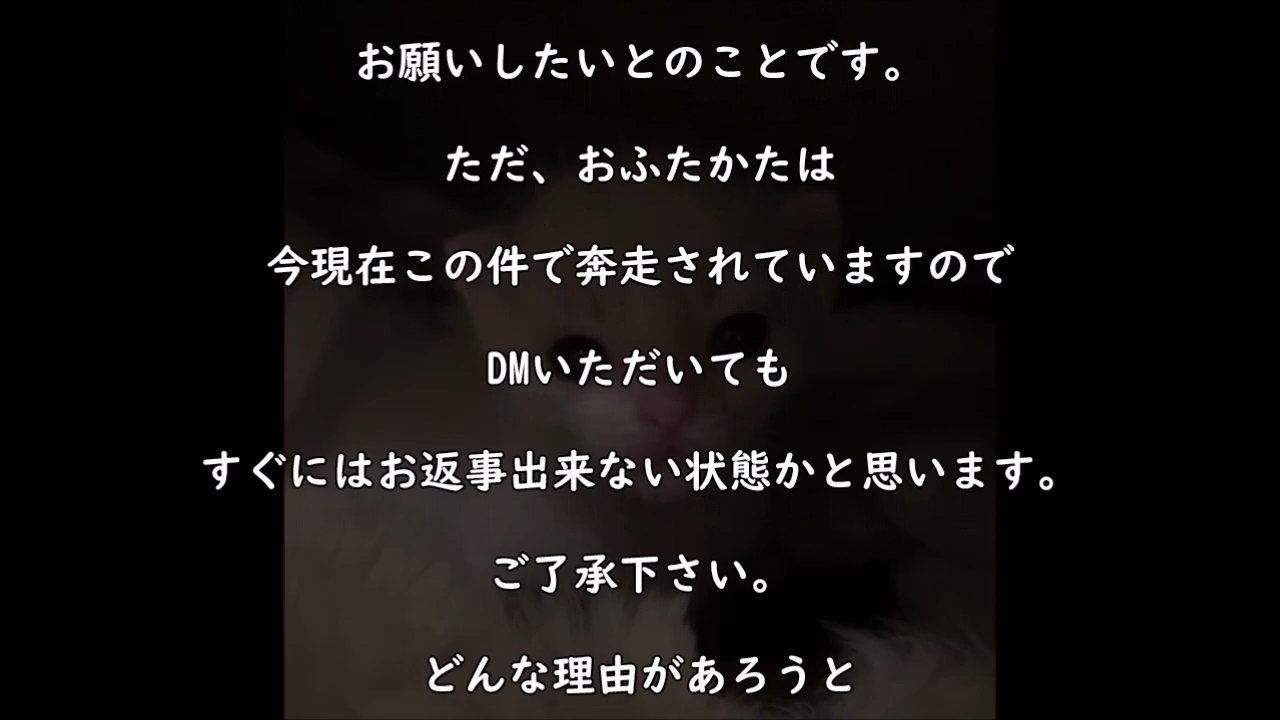 お願いしたいとのことです。
ただ、おふたかたは
今現在この件で奔走されていますので
DMいただいても
すぐにはお返事出来ない状態かと思います。
ご了承下さい。
どんな理由があろうと